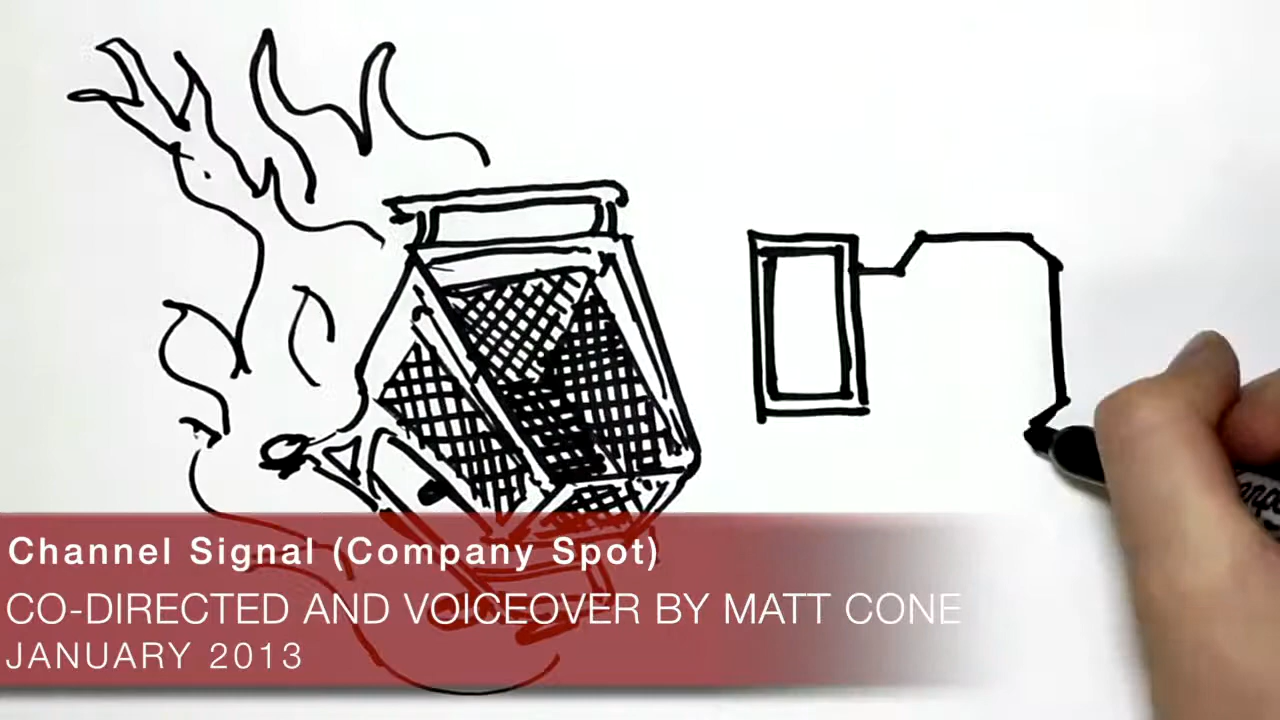 Channel Signal (Company Spot)
CO-DIRECTED AND VOICEOVER BY MATT CONE
JANUARY 2013